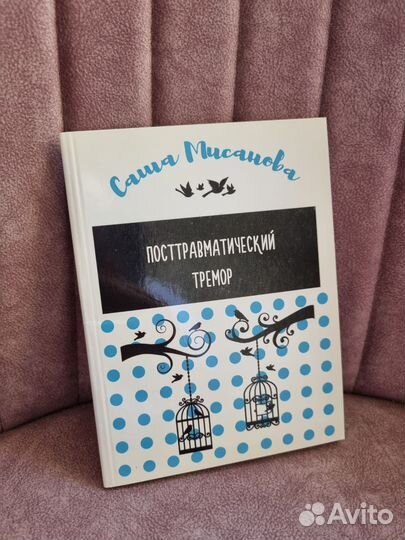 Саша Мисанова
ПОСТТРАВМАТИЧЕСКИЙ
ТРЕМОР
Avito